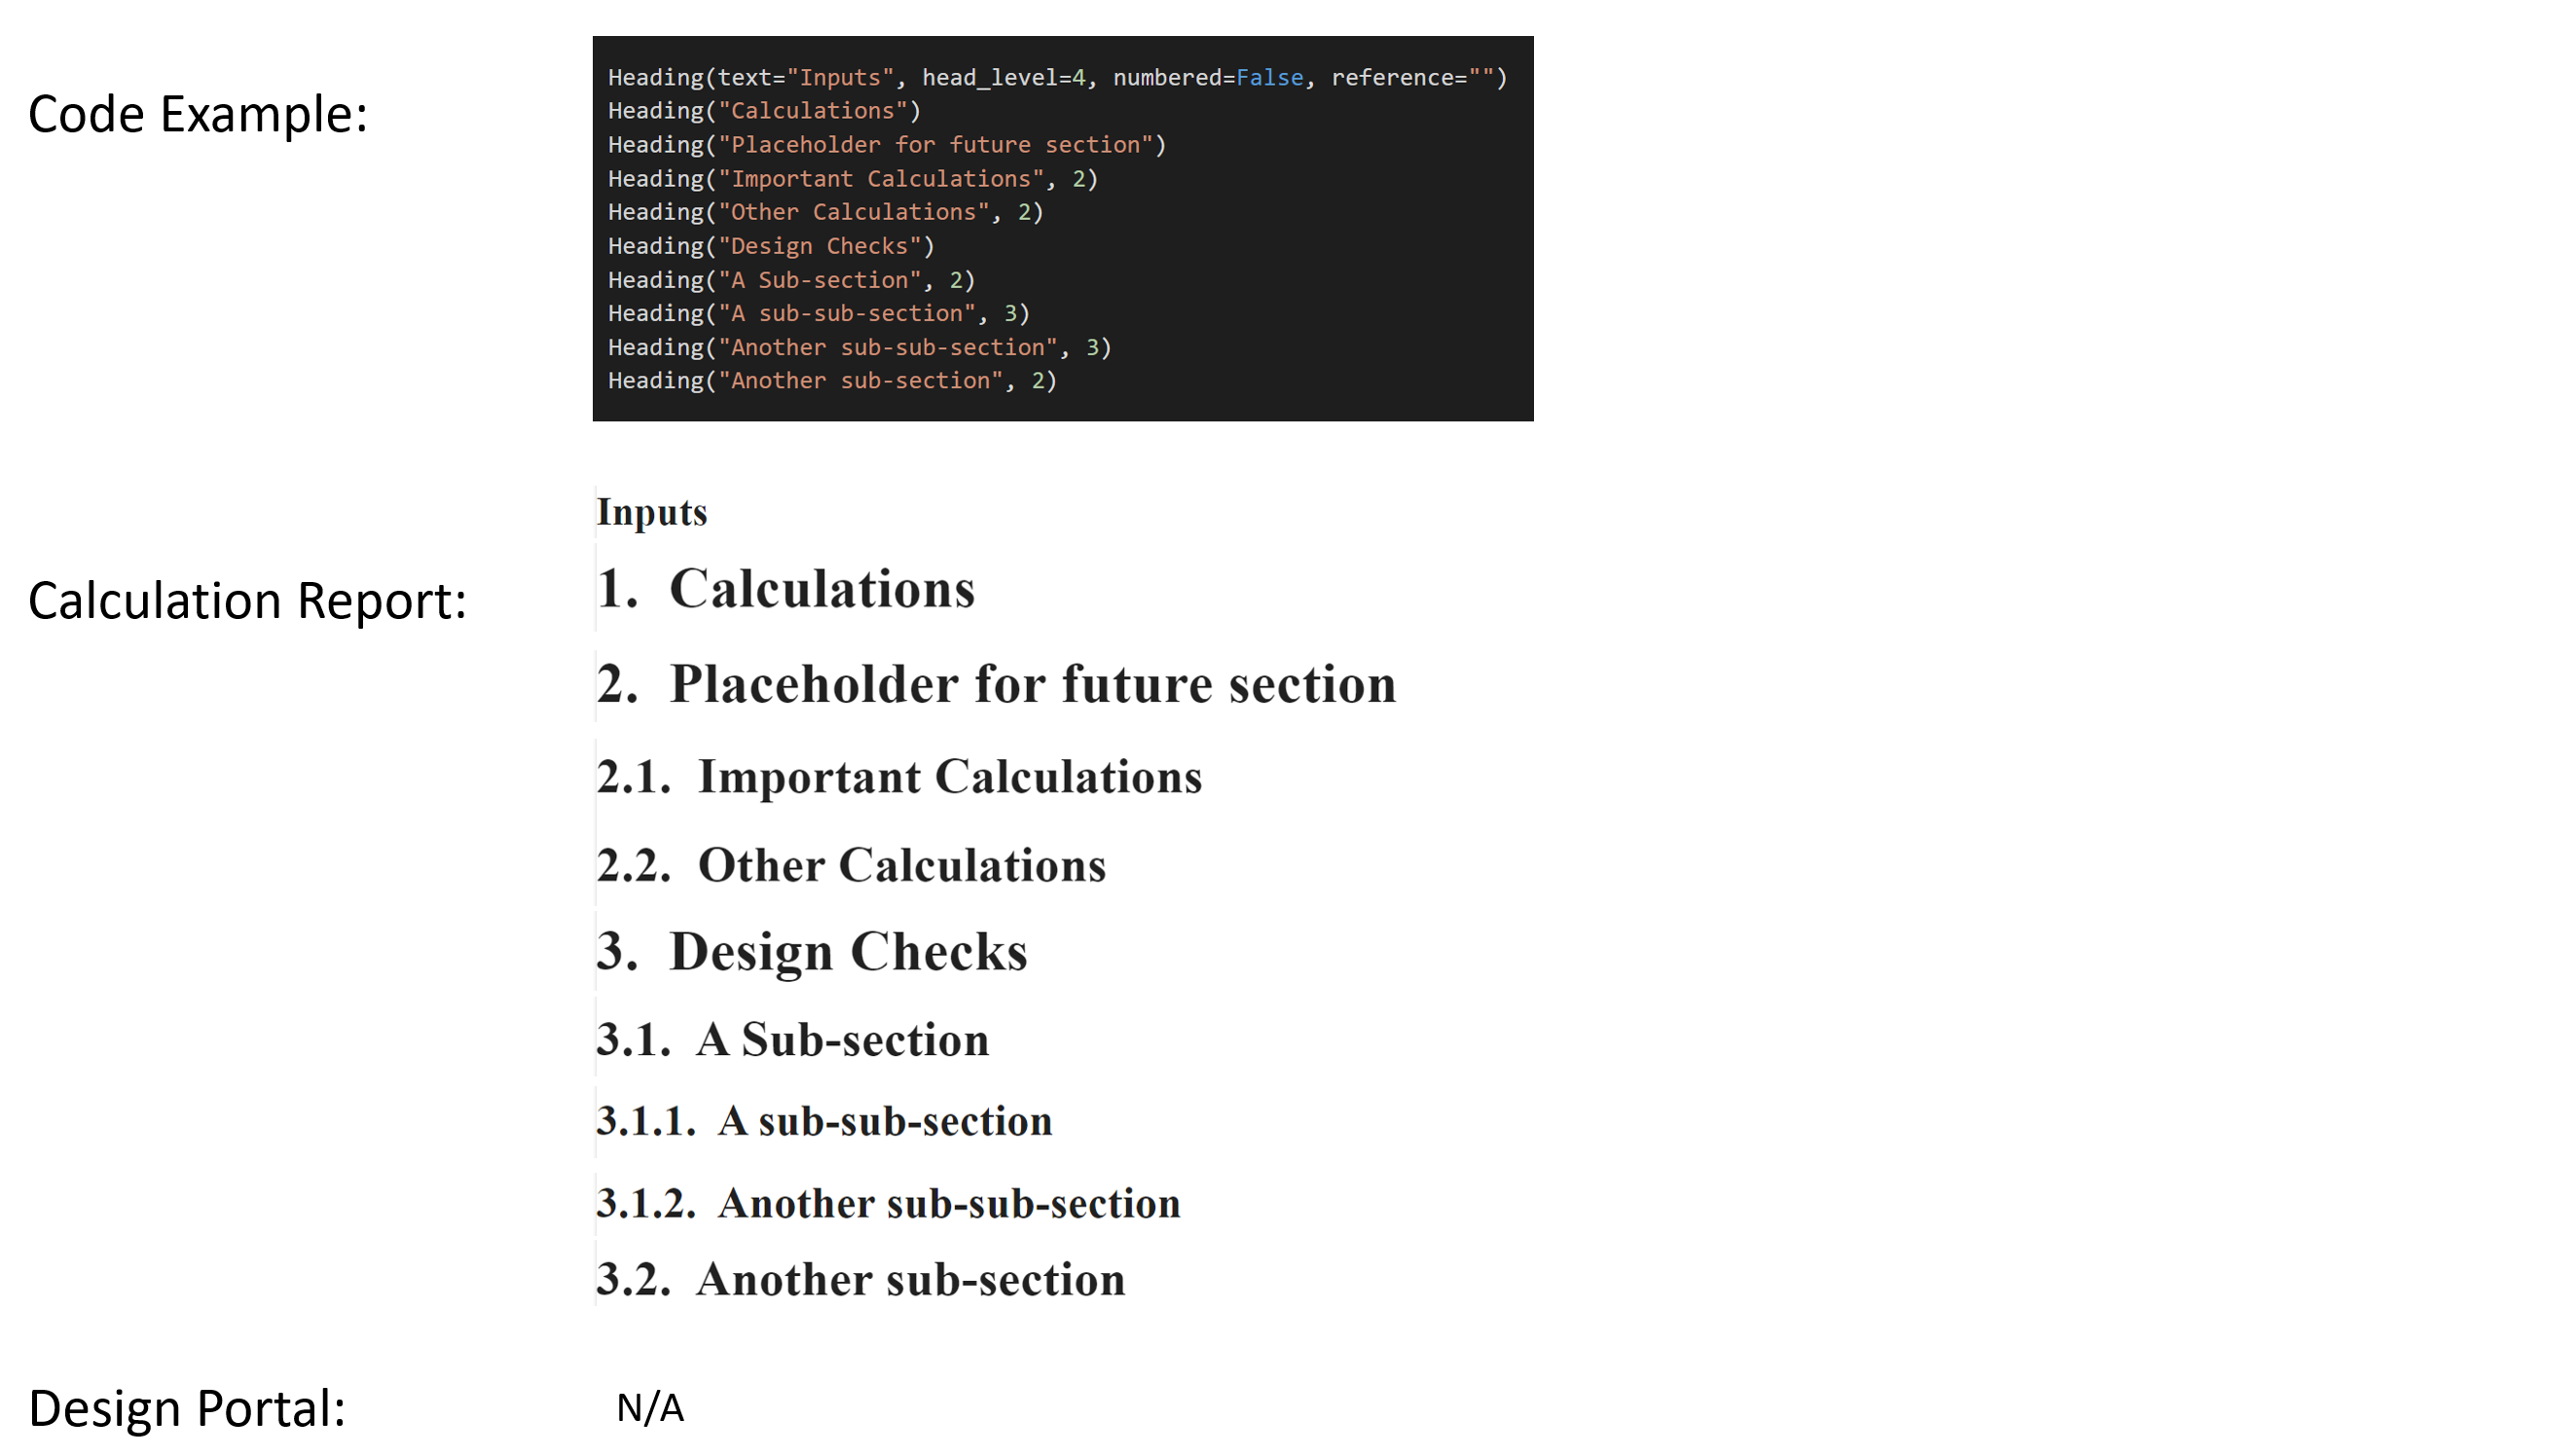 Code Example:
Heading(text="Inputs", head_level=4, numbered=False, reference="")
Heading("Calculations")
Heading("Placeholder for future section")
Heading("Important Calculations", 2)
Heading("Other Calculations", 2)
Heading("Design Checks")
Heading("A Sub-section", 2)
Heading("A sub-sub-section", 3)
Heading("Another sub-sub-section", 3)
Heading("Another sub-section", 2)
Calculation Report:
Inputs
1. Calculations
2. Placeholder for future section
2.1. Important Calculations
2.2. Other Calculations
3. Design Checks
3.1. A Sub-section
3.1.1. A sub-sub-section
3.1.2. Another sub-sub-section
3.2. Another sub-section
Design Portal:
N/A